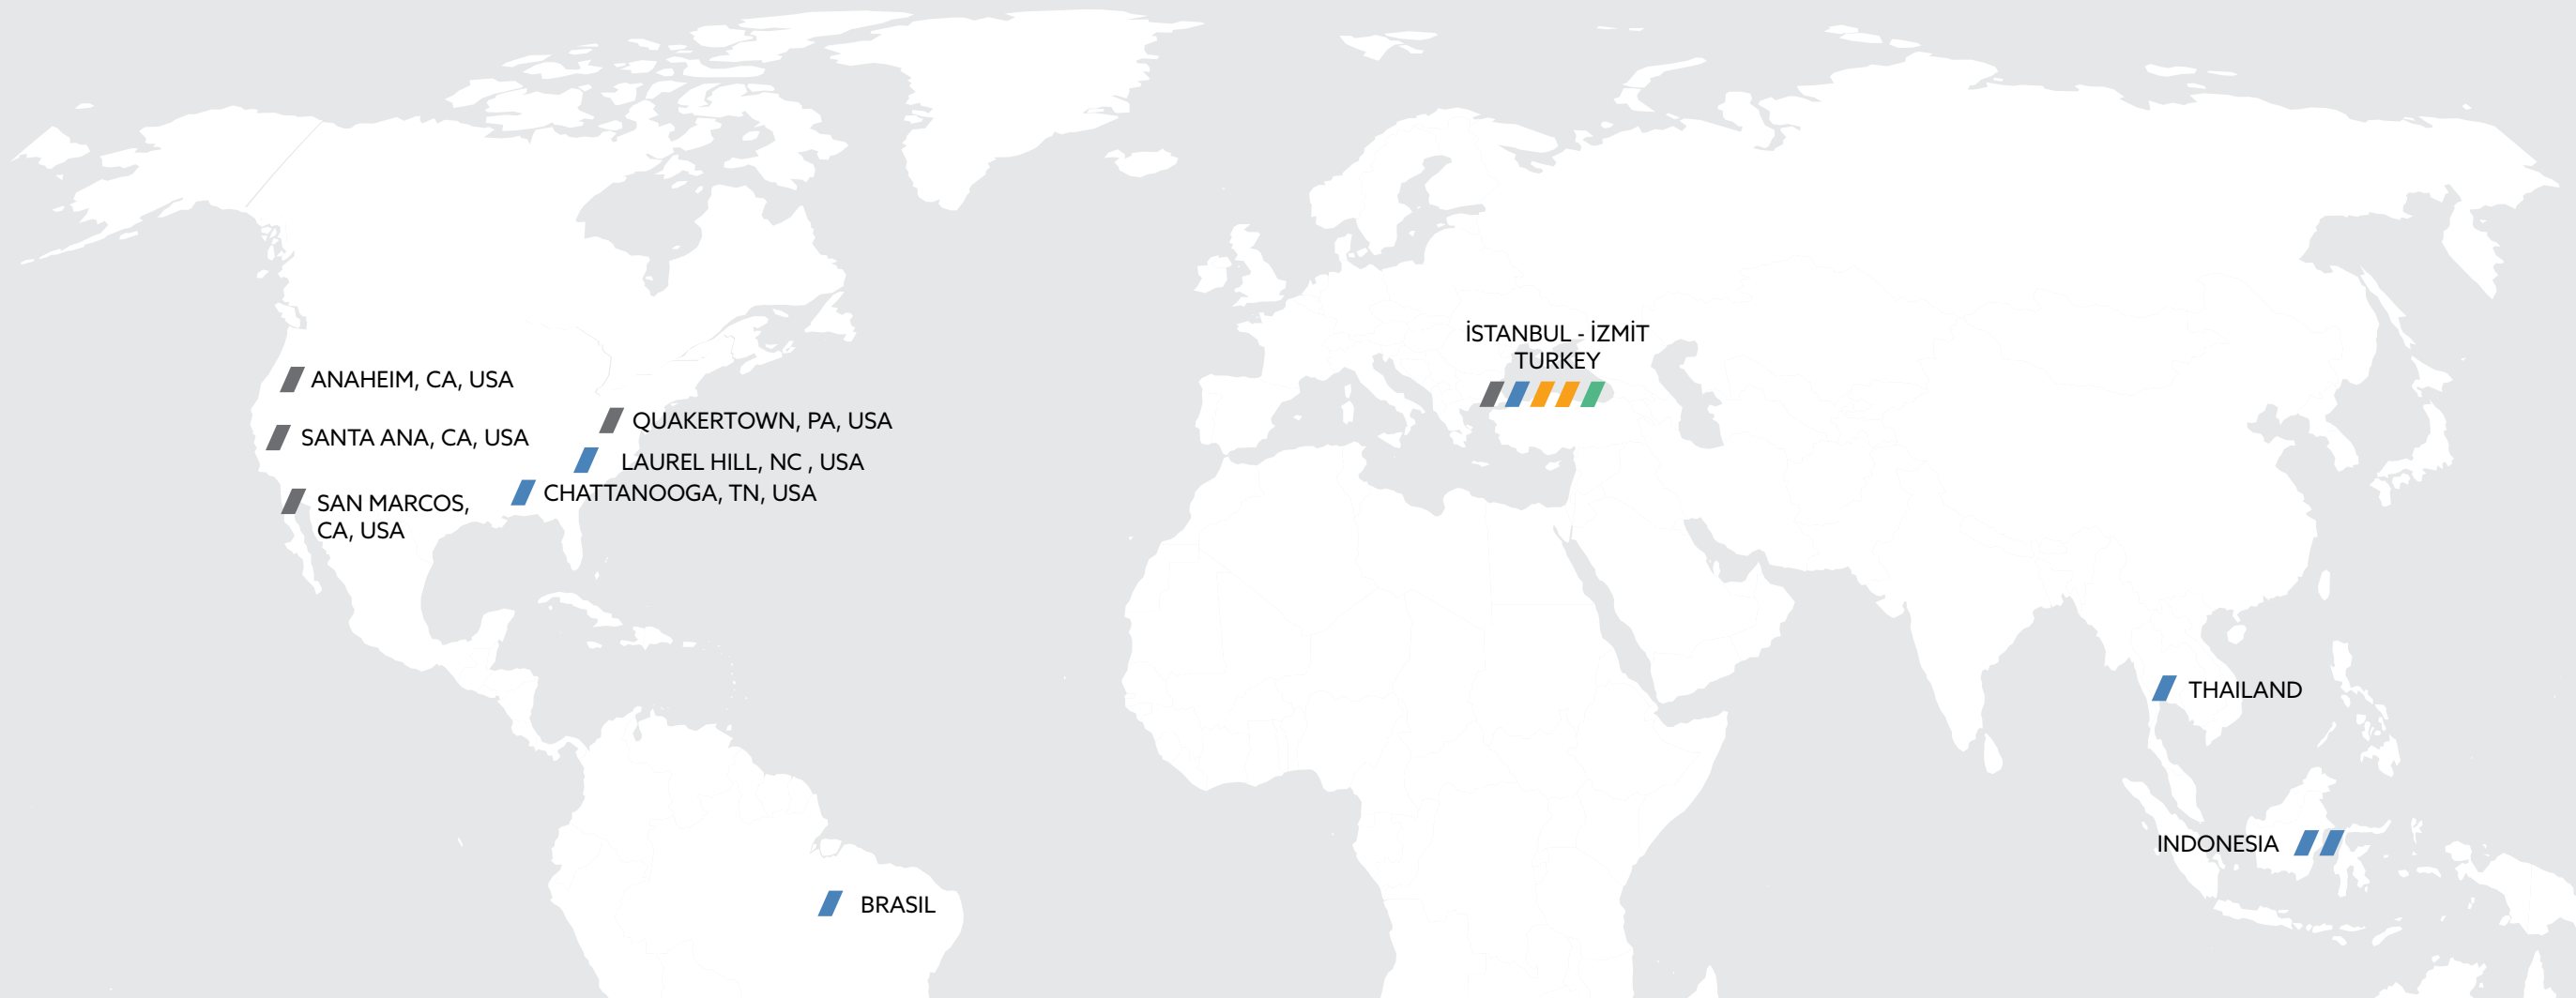 İSTANBUL - İZMİT
TURKEY
ANAHEIM, CA, USA
QUAKERTOWN, PA, USA
SANTA ANA, CA, USA
LAUREL HILL, NC , USA
CHATTANOOGA, TN, USA
SAN MARCOS,
CA, USA
THAILAND
INDONESIA
BRASIL